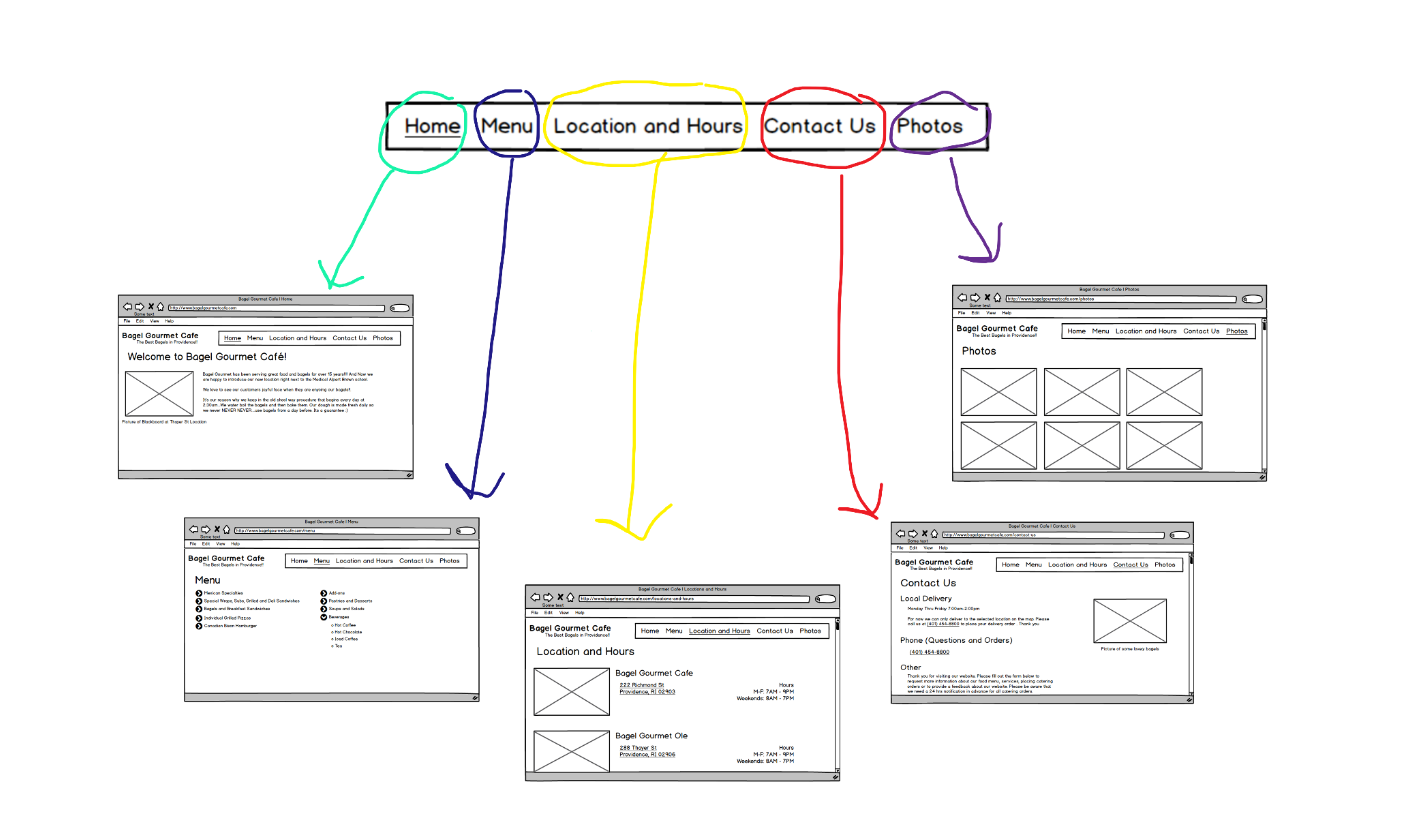 Home Menu Location and Hours Contact Us Photos
Bagel Gourmet Cafe | Home
http://www.bagelgourmetcafe.com
Some text
File Edit View Help
Bagel Gourmet Cafe
The Best Bagels in Providence!!
Home Menu Location and Hours Contact Us Photos
Welcome to Bagel Gourmet Café!
Bagel Gourmet has been serving great food and bagels for over 15 years!!! And Now we
are happy to introduce our new location right next to the Medical Alpert Brown school.
We love to see our customers joyful face when they are enjoying our bagels!
It's our reason why we keep in the old shool way procedure that begins every day at
2:30am. We water boil the bagels and then bake them. Our dough is made fresh daily so
we never NEVER NEVER...use bagels from a day before. Its a guarantee :)
Picture of Blackboard at Thayer St Location
Bagel Gourmet Cafe | Photos
http://www.bagelgourmetcafe.com/photos
Some text
File Edit View Help
Bagel Gourmet Cafe
The Best Bagels in Providence!!
Home Menu Location and Hours Contact Us Photos
Photos
Bagel Gourmet Cafe | Menu
http://www.bagelgourmetcafe.com/menu
Some text
File Edit View Help
Bagel Gourmet Cafe
The Best Bagels in Providence!!
Home Menu Location and Hours Contact Us Photos
Menu
Mexican Specialties
Special Wraps, Subs, Grilled and Deli Sandwiches
Bagels and Breakfast Sandwiches
Individual Grilled Pizzas
Canadian Bison Hamburger
Add-ons
Pastries and Desserts
Soups and Salads
Beverages
Hot Coffee
Hot Chocolate
Iced Coffee
Tea
Bagel Gourmet Cafe | Locations and Hours
http://www.bagelgourmetcafe.com/locations-and-hours
Some text
File Edit View Help
Bagel Gourmet Cafe
The Best Bagels in Providence!!
Home Menu Location and Hours Contact Us Photos
Location and Hours
Bagel Gourmet Cafe
222 Richmond St
Providence, RI 02903
Hours
M-F: 7AM - 9PM
Weekends: 8AM - 7PM
Bagel Gourmet Ole
288 Thayer St
Providence, RI 02906
Hours
M-F: 7AM - 9PM
Weekends: 8AM - 7PM
Bagel Gourmet Cafe | Contact Us
http://www.bagelgourmetcafe.com/contact-us
Some text
File Edit View Help
Bagel Gourmet Cafe
The Best Bagels in Providence!!
Home Menu Location and Hours Contact Us Photos
Contact Us
Local Delivery
Monday Thru Friday 7:00am-2:00pm
For now we can only deliver to the selected location on the map. Please
call us at (401) 454-8800 to place your delivery order . Thank you
Phone (Questions and Orders)
(401) 454-8800
Picture of some tasty bagels
Other
Thank you for visiting our website. Please fill out the form below to
request more information about our food menu, services, placing catering
orders or to provide a feedback about our website. Please be aware that
we need a 24 hrs notification in advance for all catering orders